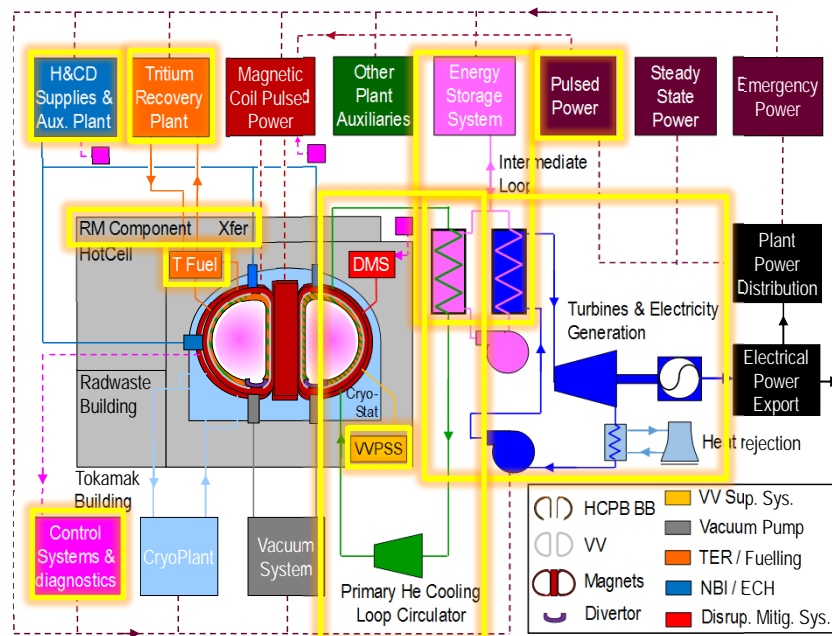 H&CD
Supplies &
Aux. Plant
Tritium
Recovery
Plant
Magnetic
Coil Pulsed
Power
Other
Plant
Auxiliaries
Energy
Storage
System
Pulsed
Power
Steady
State
Power
Emergency
Power
Intermediate
Loop
RM Component Xfer
HotCell
T Fuel
DMS
Plant
Power
Distribution
Turbines & Electricity
Generation
Electrical
Power
Export
Radwaste
Building
Cryo-
Stat
VVPSS
Heat rejection
Tokamak
Building
Control
Systems &
diagnostics
CryoPlant
Vacuum
System
Primary He Cooling
Loop Circulator
HCPB BB
VV
Magnets
Divertor
VV Sup. Sys.
Vacuum Pump
TER / Fuelling
NBI / ECH
Disrup. Mitig. Sys.